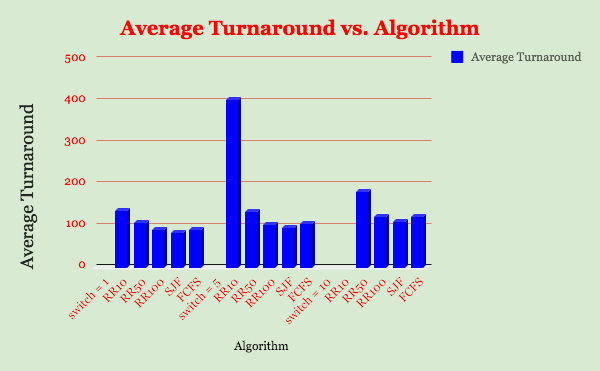 Average Turnaround vs. Algorithm
Average Turnaround
500
400
300
200
100
0
Average Turnaround
switch = 1
RR10
RR50
RR100
SJF
FCFS
switch = 5
RR10
RR50
RR100
SJF
FCFS
switch = 10
RR10
RR50
RR100
SJF
FCFS
Algorithm